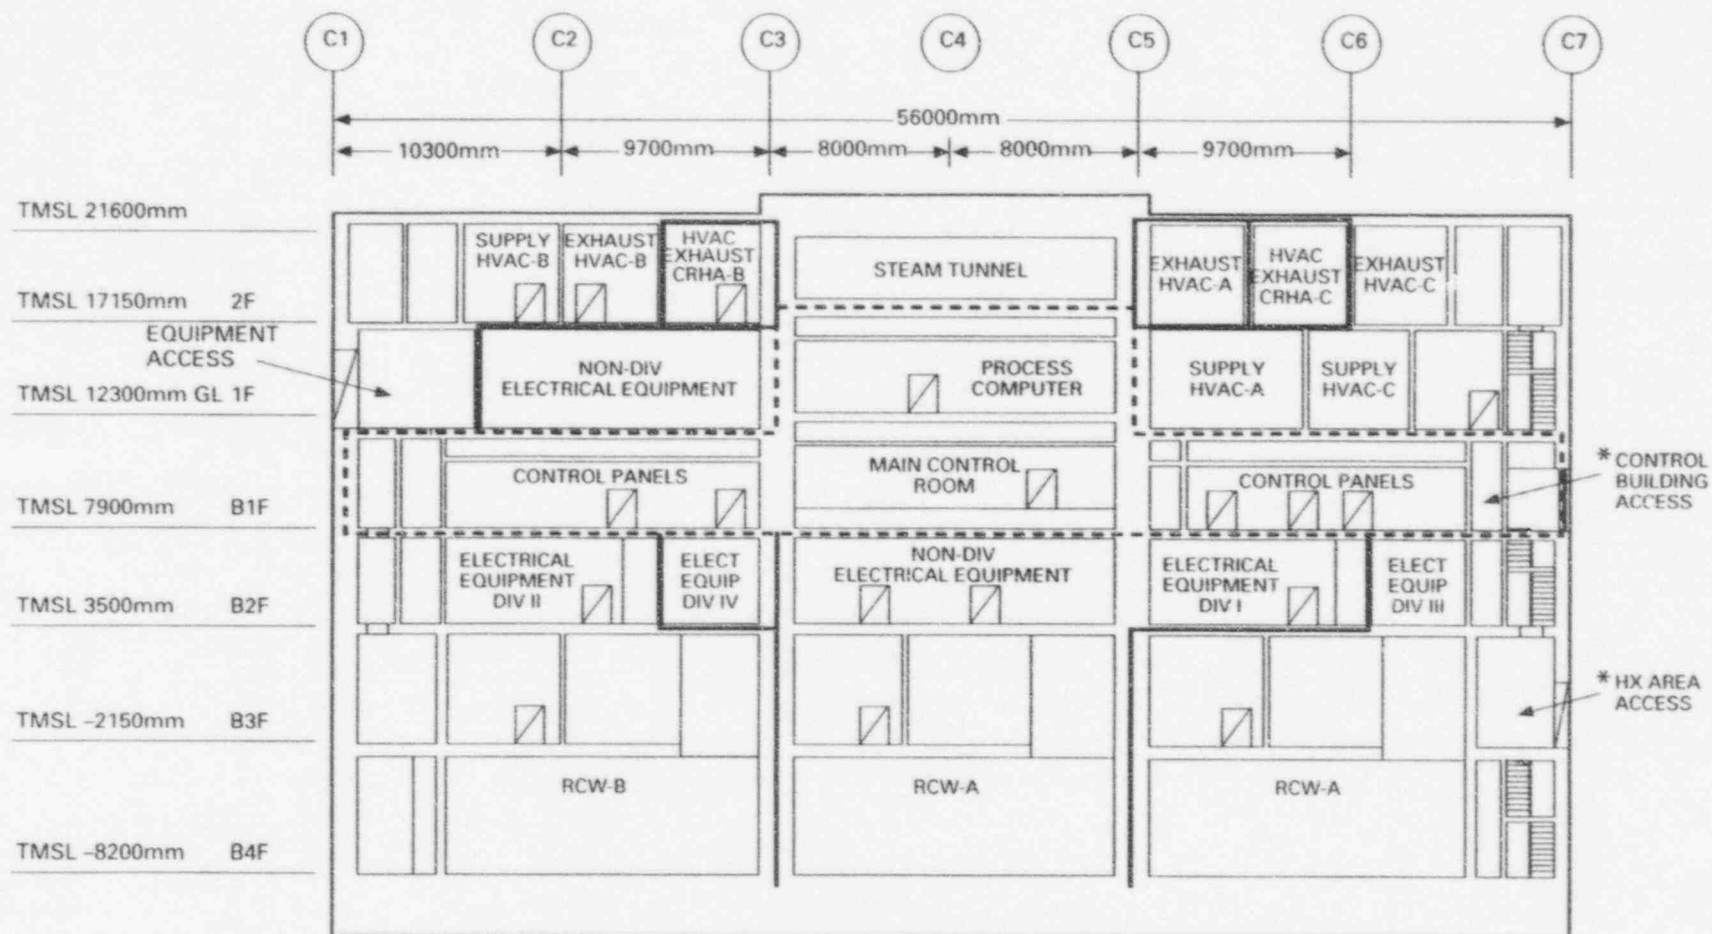 C1 C2 C3 C4 C5 C6 C7
56000mm
10300mm 9700mm 8000mm 8000mm 9700mm
TMSL 21600mm
SUPPLY
HVAC-B
EXHAUST
HVAC-B
HVAC
EXHAUST
CRHA-B
STEAM TUNNEL
EXHAUST
HVAC-A
HVAC
EXHAUST
CRHA-C
EXHAUST
HVAC-C
TMSL 17150mm 2F
EQUIPMENT
ACCESS
NON-DIV
ELECTRICAL EQUIPMENT
PROCESS
COMPUTER
SUPPLY
HVAC-A
SUPPLY
HVAC-C
TMSL 12300mm GL 1F
CONTROL PANELS
MAIN CONTROL
ROOM
CONTROL PANELS
* CONTROL
BUILDING
ACCESS
TMSL 7900mm B1F
ELECTRICAL
EQUIPMENT
DIV II
ELECT
EQUIP
DIV IV
NON-DIV
ELECTRICAL EQUIPMENT
ELECTRICAL
EQUIPMENT
DIV I
ELECT
EQUIP
DIV III
TMSL 3500mm B2F
* HX AREA
ACCESS
TMSL -2150mm B3F
RCW-B
RCW-A
RCW-A
TMSL -8200mm B4F